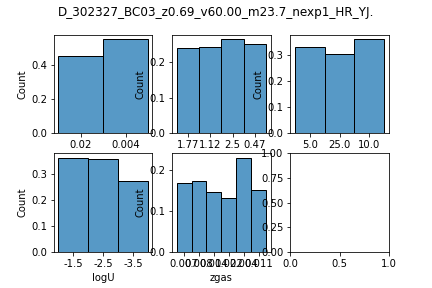 D_302327_BC03_z0.69_v60.00_m23.7_nexp1_HR_YJ.
Count
0.4
0.2
0.0
0.02 0.004
Count
0.2
0.1
0.0
1.77 1.12 2.5 0.47
Count
0.3
0.2
0.1
0.0
5.0 25.0 10.0
Count
0.3
0.2
0.1
0.0
-1.5 -2.5 -3.5
logU
Count
0.2
0.1
0.0
zgas
1.00
0.75
0.50
0.25
0.00
0.0 0.5 1.0